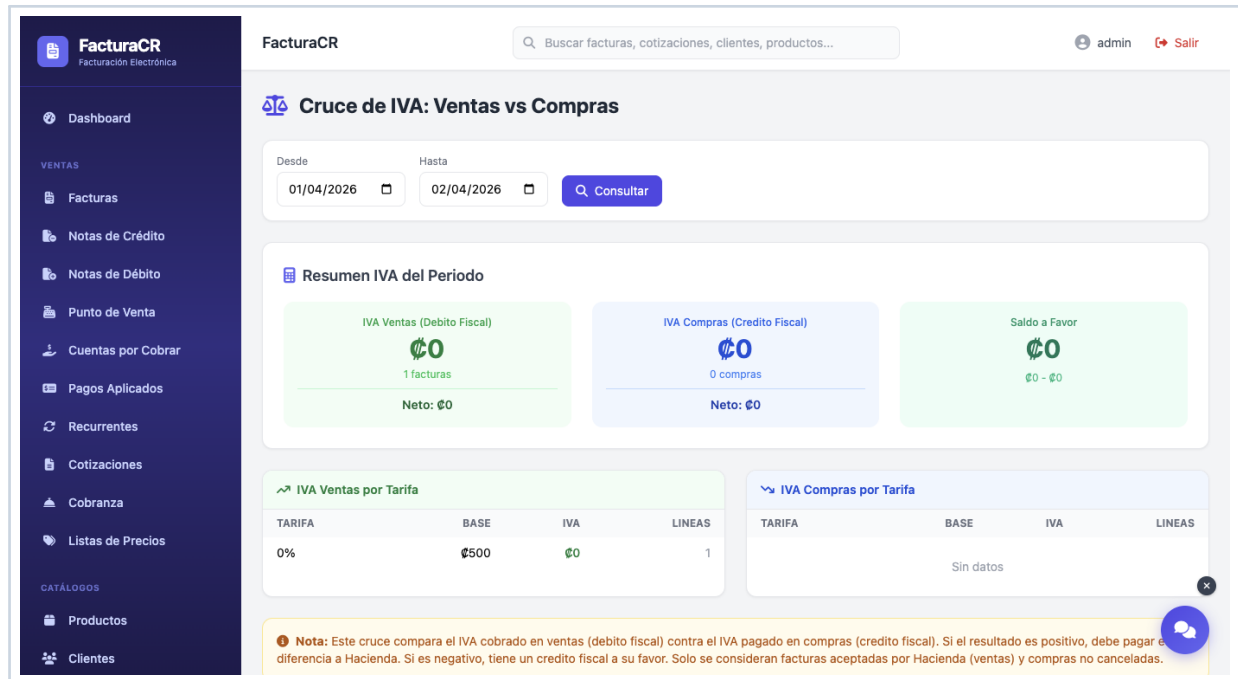 FacturaCR
Facturación Electrónica
Dashboard
VENTAS
Facturas
Notas de Crédito
Notas de Débito
Punto de Venta
Cuentas por Cobrar
Pagos Aplicados
Recurrentes
Cotizaciones
Cobranza
Listas de Precios
CATÁLOGOS
Productos
Clientes
FacturaCR
Buscar facturas, cotizaciones, clientes, productos...
admin
Salir
Cruce de IVA: Ventas vs Compras
Desde
01/04/2026
Hasta
02/04/2026
Consultar
Resumen IVA del Periodo
IVA Ventas (Debito Fiscal)
₡0
1 facturas
Neto: ₡0
IVA Compras (Credito Fiscal)
₡0
0 compras
Neto: ₡0
Saldo a Favor
₡0
₡0 - ₡0
IVA Ventas por Tarifa
TARIFA BASE IVA LINEAS
0% ₡500 ₡0 1
IVA Compras por Tarifa
TARIFA BASE IVA LINEAS
Sin datos
Nota: Este cruce compara el IVA cobrado en ventas (debito fiscal) contra el IVA pagado en compras (credito fiscal). Si el resultado es positivo, debe pagar
diferencia a Hacienda. Si es negativo, tiene un credito fiscal a su favor. Solo se consideran facturas aceptadas por Hacienda (ventas) y compras no canceladas.